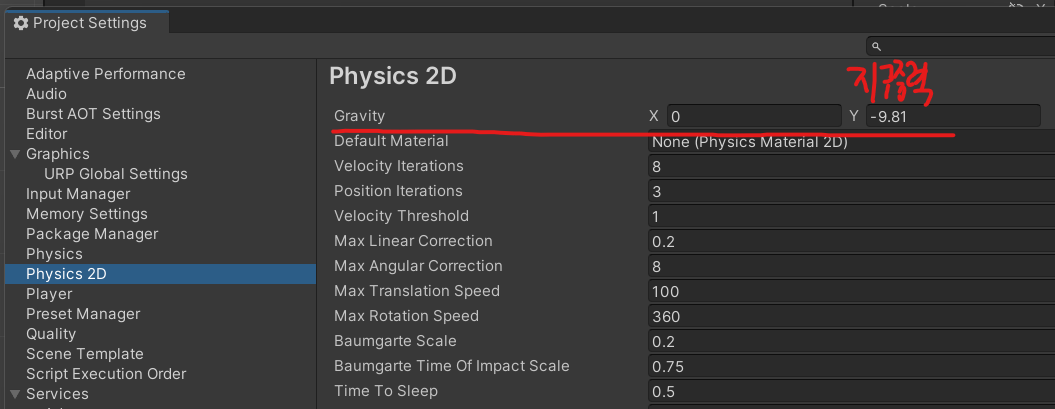 Project Settings
Adaptive Performance
Audio
Burst AOT Settings
Editor
Graphics
URP Global Settings
Input Manager
Memory Settings
Package Manager
Physics
Physics 2D
Player
Preset Manager
Quality
Scene Template
Script Execution Order
Services
Physics 2D
지구중력
Gravity X 0 Y -9.81
Default Material None (Physics Material 2D)
Velocity Iterations 8
Position Iterations 3
Velocity Threshold 1
Max Linear Correction 0.2
Max Angular Correction 8
Max Translation Speed 100
Max Rotation Speed 360
Baumgarte Scale 0.2
Baumgarte Time Of Impact Scale 0.75
Time To Sleep 0.5